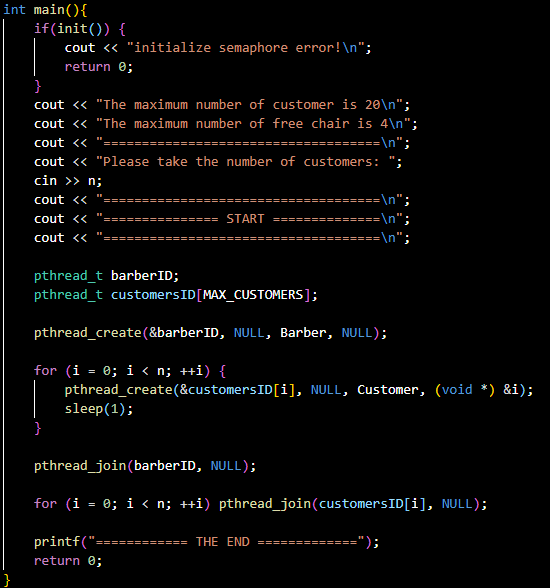 int main(){
    if(init()) {
        cout << "initialize semaphore error!\n";
        return 0;
    }
    cout << "The maximum number of customer is 20\n";
    cout << "The maximum number of free chair is 4\n";
    cout << "====================================\n";
    cout << "Please take the number of customers: ";
    cin >> n;
    cout << "====================================\n";
    cout << "=============== START ==============\n";
    cout << "====================================\n";

    pthread_t barberID;
    pthread_t customersID[MAX_CUSTOMERS];

    pthread_create(&barberID, NULL, Barber, NULL);

    for (i = 0; i < n; ++i) {
        pthread_create(&customersID[i], NULL, Customer, (void *) &i);
        sleep(1);
    }

    pthread_join(barberID, NULL);

    for (i = 0; i < n; ++i) pthread_join(customersID[i], NULL);

    printf("============ THE END =============");
    return 0;
}